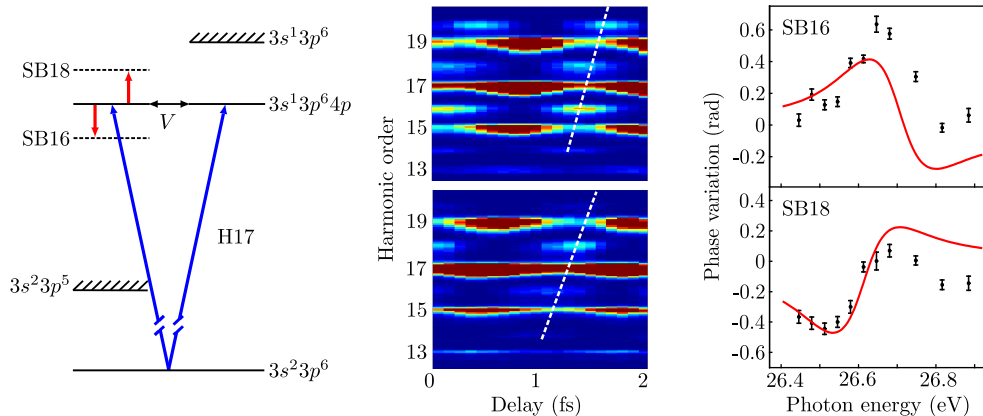 3s¹3p⁶
SB18
3s¹3p⁶4p
V
SB16
H17
3s²3p⁵
3s²3p⁶
Harmonic order
19
17
15
13
19
17
15
13
0
1
2
Delay (fs)
Phase variation (rad)
SB16
0.6
0.4
0.2
0
-0.2
SB18
0.4
0.2
0
-0.2
-0.4
-0.6
26.4
26.6
26.8
Photon energy (eV)